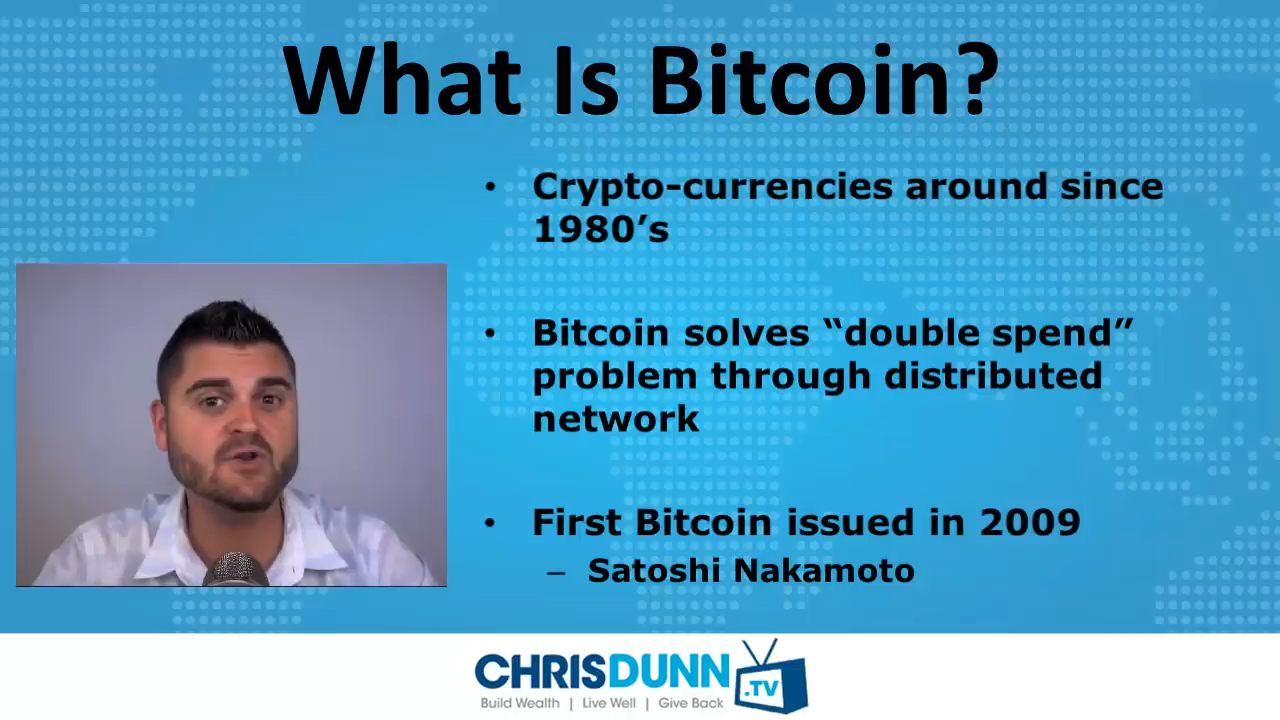 What Is Bitcoin?
• Crypto-currencies around since
1980’s
• Bitcoin solves “double spend”
problem through distributed
network
• First Bitcoin issued in 2009
– Satoshi Nakamoto
CHRISDUNN.TV
Build Wealth | Live Well | Give Back